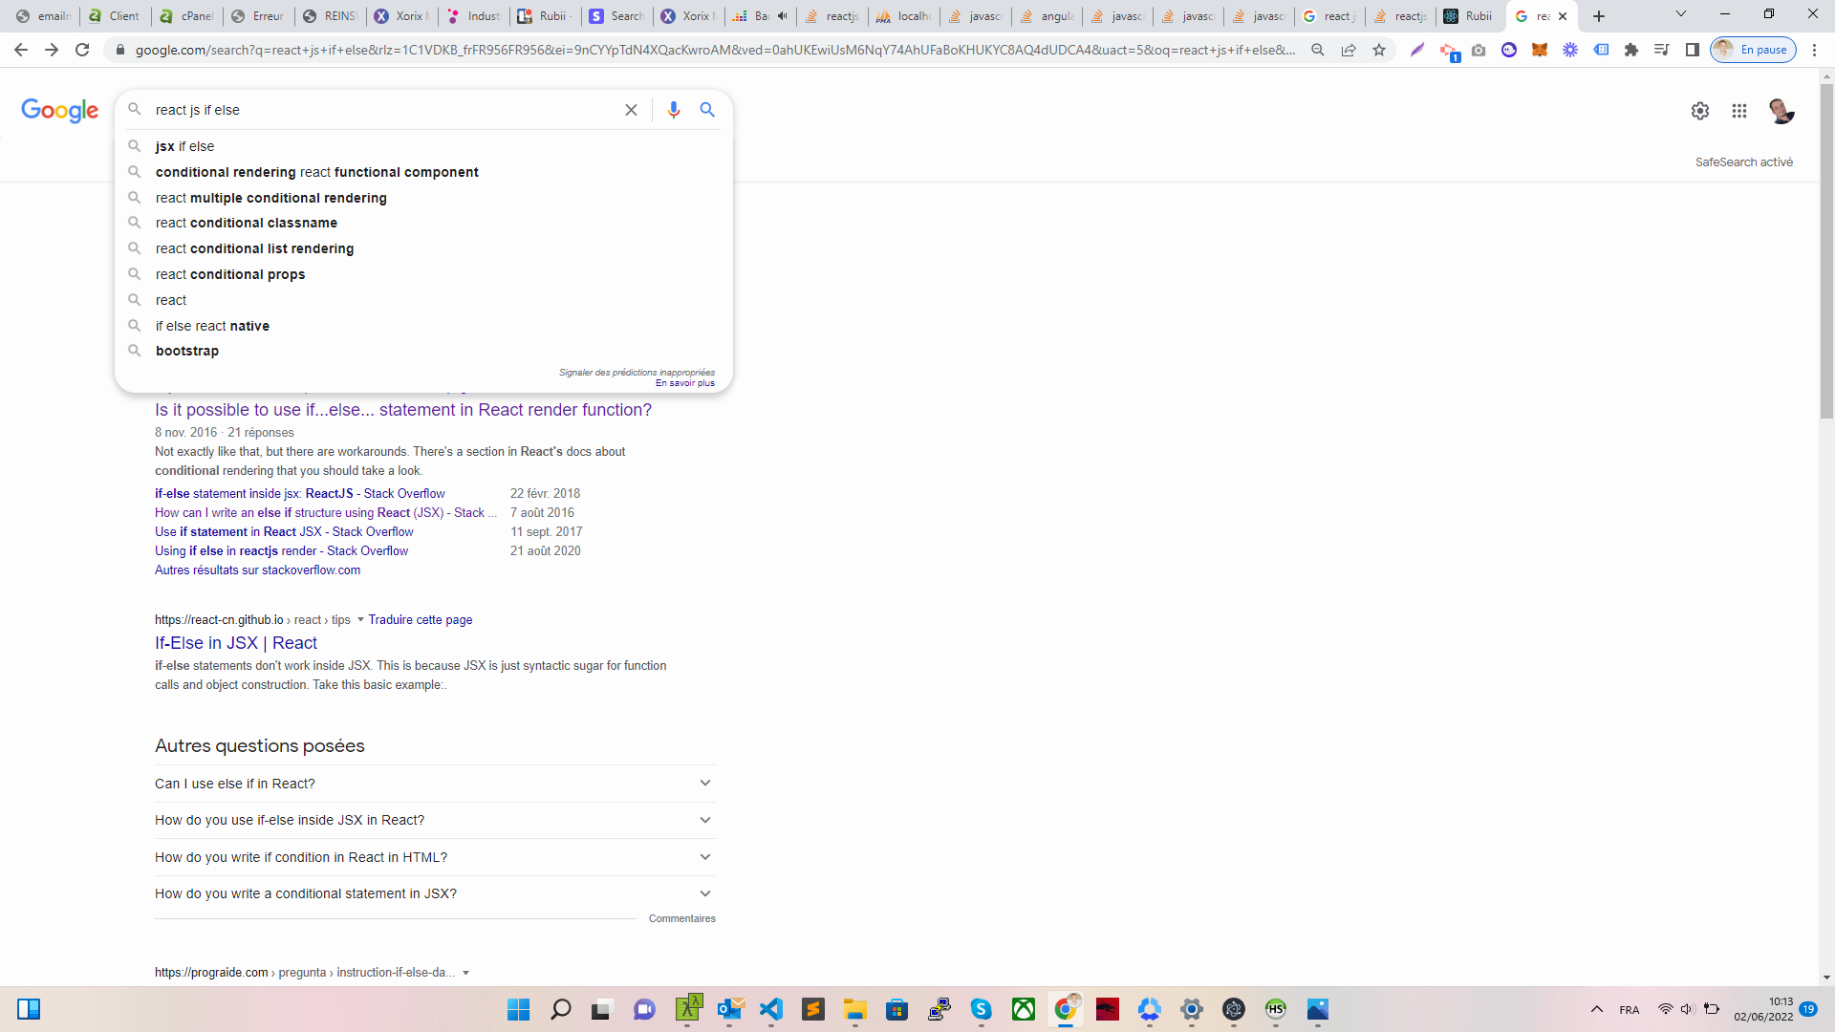 emailn
Client
cPanel
Erreur
REINS
Xorix M
Indust
Rubii -
Search
Xorix M
Ba
reactjs
localho
javascr
angula
javascr
javascr
javascr
react j
reactjs
Rubii
rea
google.com/search?q=react+js+if+else&rlz=1C1VDKB_frFR956FR956&ei=9nCYYpTdN4XQacKwroAM&ved=0ahUKEwiUsM6NqY74AhUFaBoKHUKYC8AQ4dUDCA4&uact=5&oq=react+js+if+else&...
1
En pause
Google
react js if else
jsx if else
conditional rendering react functional component
react multiple conditional rendering
react conditional classname
react conditional list rendering
react conditional props
react
if else react native
bootstrap
Signaler des prédictions inappropriées
En savoir plus
SafeSearch activé
Is it possible to use if...else... statement in React render function?
8 nov. 2016 · 21 réponses
Not exactly like that, but there are workarounds. There's a section in React's docs about
conditional rendering that you should take a look.
if-else statement inside jsx: ReactJS - Stack Overflow 22 févr. 2018
How can I write an else if structure using React (JSX) - Stack ... 7 août 2016
Use if statement in React JSX - Stack Overflow 11 sept. 2017
Using if else in reactjs render - Stack Overflow 21 août 2020
Autres résultats sur stackoverflow.com
https://react-cn.github.io › react › tips Traduire cette page
If-Else in JSX | React
if-else statements don't work inside JSX. This is because JSX is just syntactic sugar for function
calls and object construction. Take this basic example:.
Autres questions posées
Can I use else if in React?
How do you use if-else inside JSX in React?
How do you write if condition in React in HTML?
How do you write a conditional statement in JSX?
Commentaires
https://prograide.com › pregunta › instruction-if-else-da...
FRA
10:13
02/06/2022
19